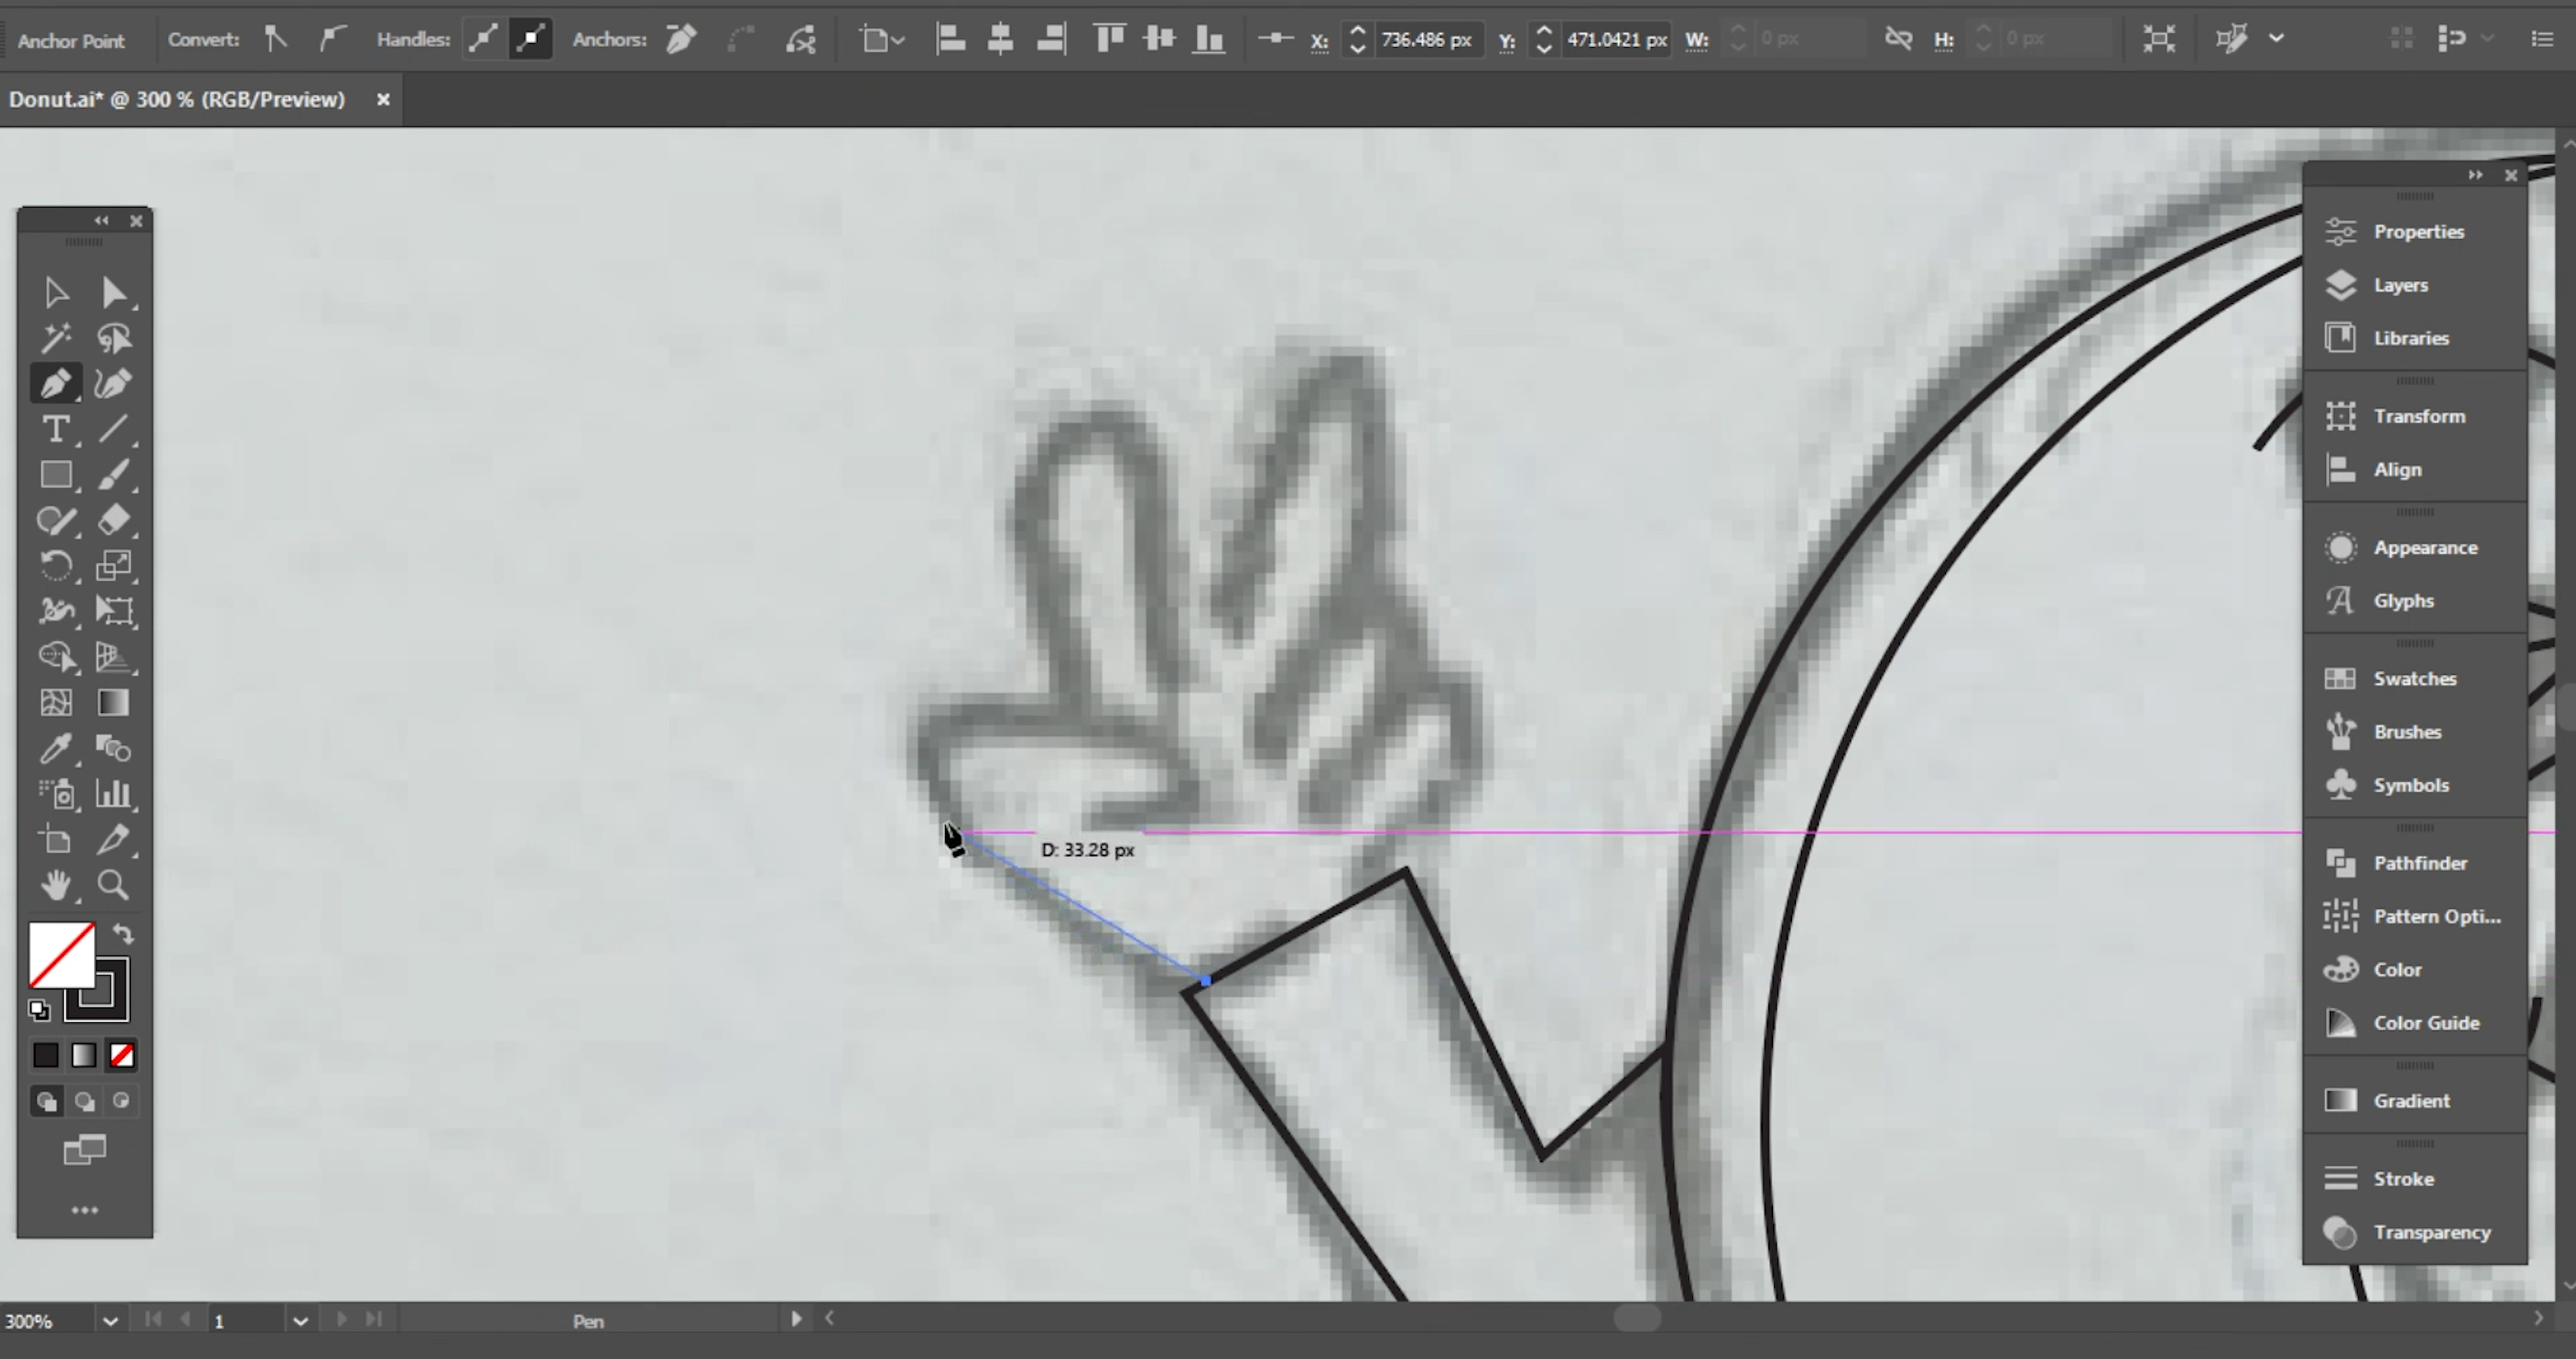 Anchor Point Convert: Handles: Anchors: X: 736.486 px Y: 471.0421 px W: 0 px H: 0 px
Donut.ai* @ 300 % (RGB/Preview)
Properties
Layers
Libraries
Transform
Align
Appearance
Glyphs
Swatches
Brushes
Symbols
Pathfinder
Pattern Opti...
Color
Color Guide
Gradient
Stroke
Transparency
D: 33.28 px
300% 1 Pen